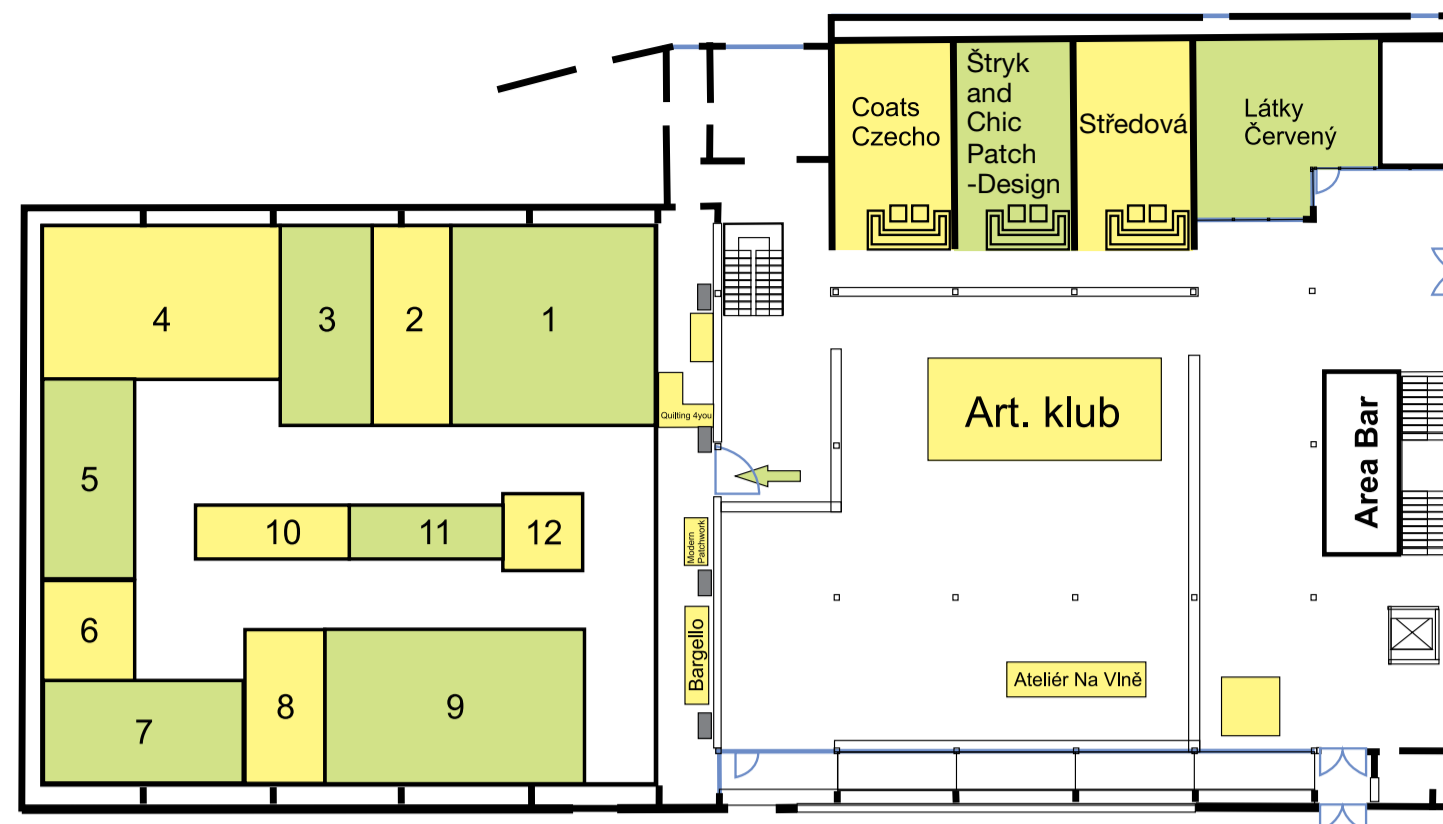 Coats
Czecho
Štryk
and
Chic
Patch
-Design
Středová
Látky
Červený
4
3
2
1
Quilting 4you
Art. klub
Area Bar
5
10
11
12
Modern
Patchwork
6
Bargello
Ateliér Na Vlně
7
8
9